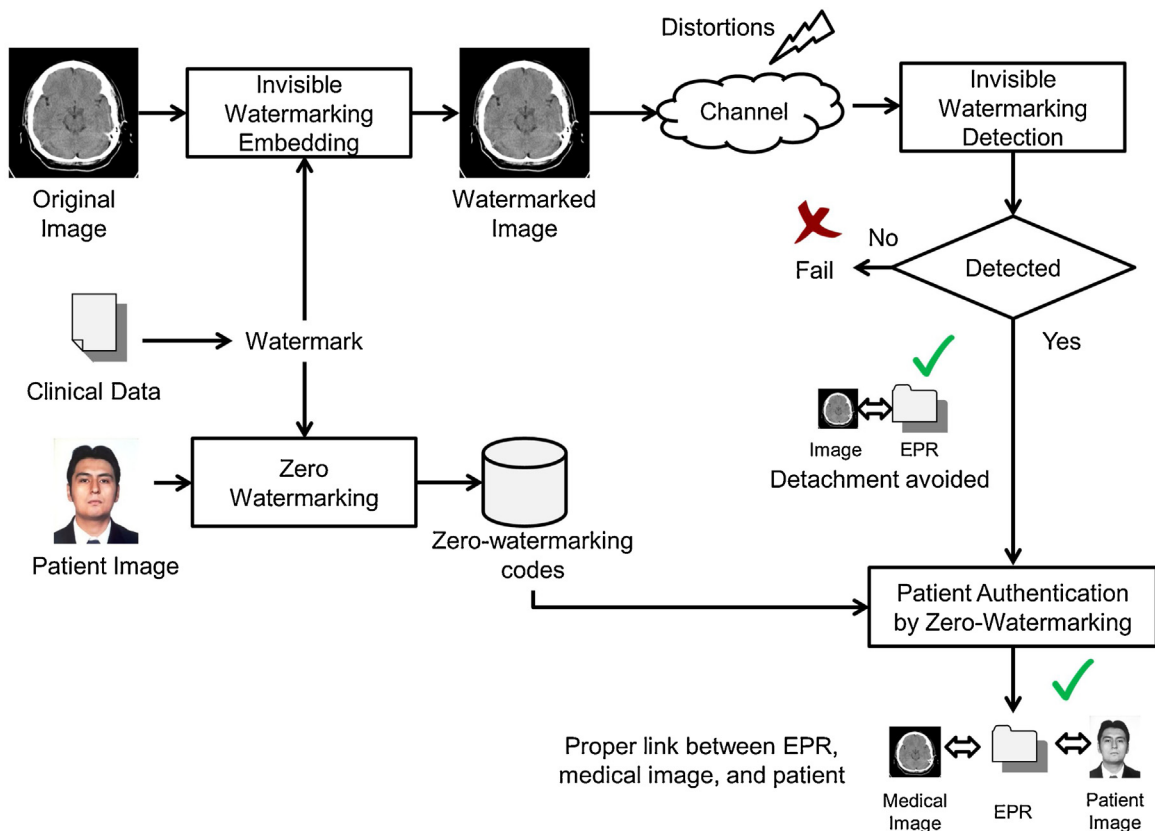 Distortions
Invisible
Watermarking
Embedding
Channel
Invisible
Watermarking
Detection
Original
Image
Watermarked
Image
No
Fail
Detected
Yes
Clinical Data
Watermark
Image
EPR
Detachment avoided
Zero
Watermarking
Patient Image
Zero-watermarking
codes
Patient Authentication
by Zero-Watermarking
Proper link between EPR,
medical image, and patient
Medical
Image
EPR
Patient
Image